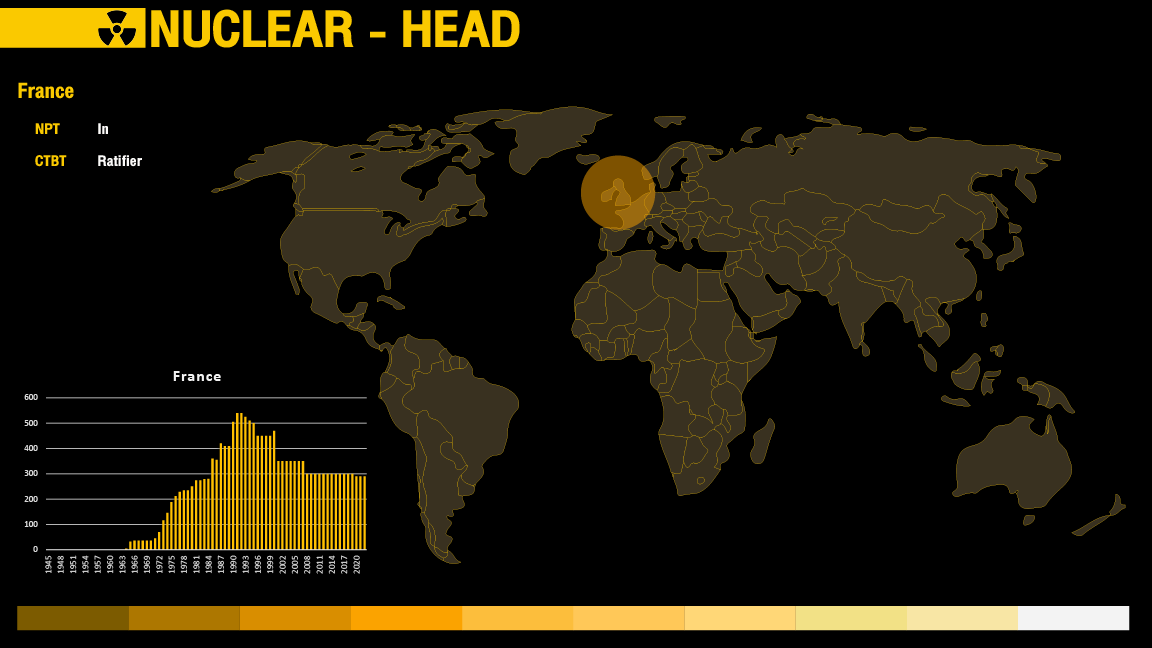 NUCLEAR - HEAD
France
NPT In
CTBT Ratifier
France
600
500
400
300
200
100
0
1945 1948 1951 1954 1957 1960 1963 1966 1969 1972 1975 1978 1981 1984 1987 1990 1993 1996 1999 2002 2005 2008 2011 2014 2017 2020